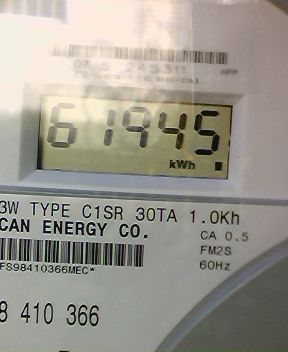 61945
kWh
3W TYPE C1SR 30TA 1.0Kh
CAN ENERGY CO.
CA 0.5
FM2S
60Hz
FS98410366MEC*
8 410 366